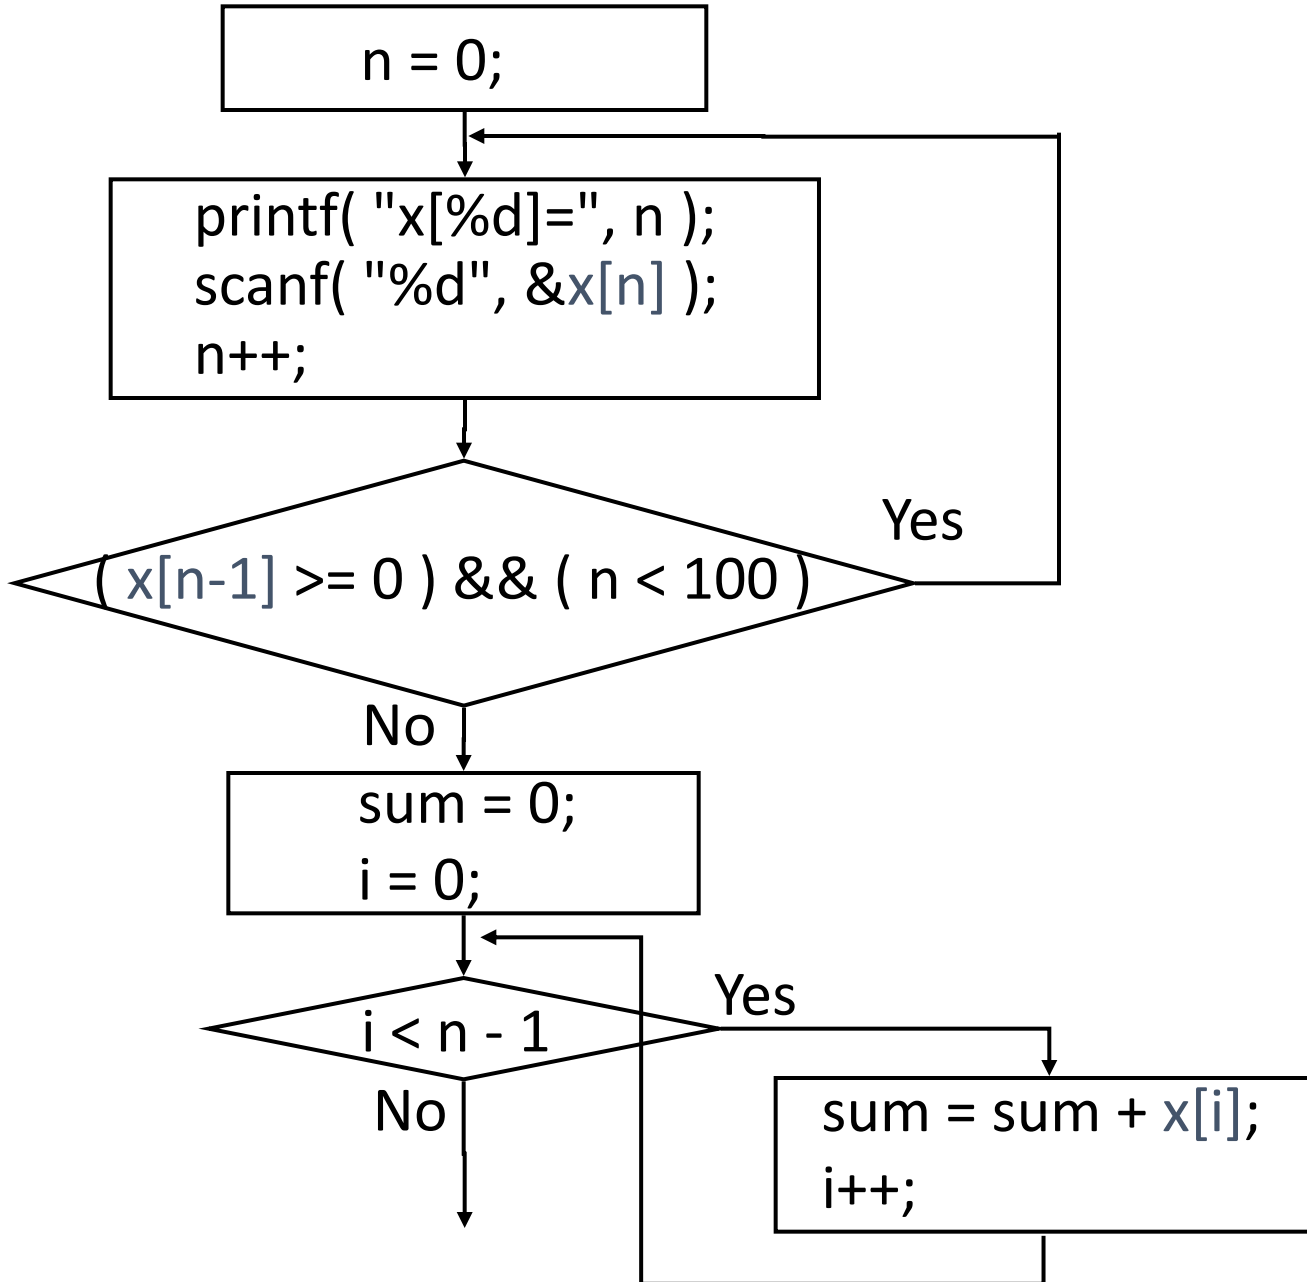 n = 0;
printf( "x[%d]=", n );
scanf( "%d", &x[n] );
n++;
( x[n-1] >= 0 ) && ( n < 100 )
Yes
No
sum = 0;
i = 0;
i < n - 1
Yes
No
sum = sum + x[i];
i++;